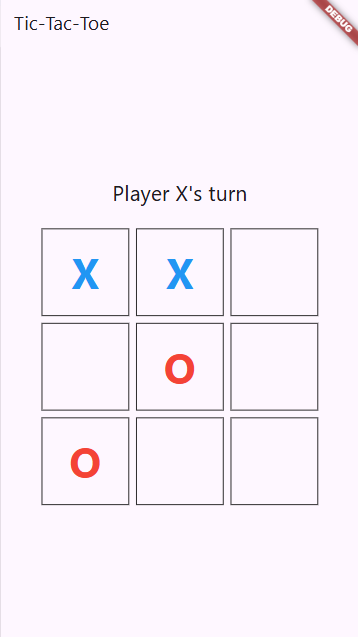 Tic-Tac-Toe
DEBUG
Player X's turn
X X
O
O